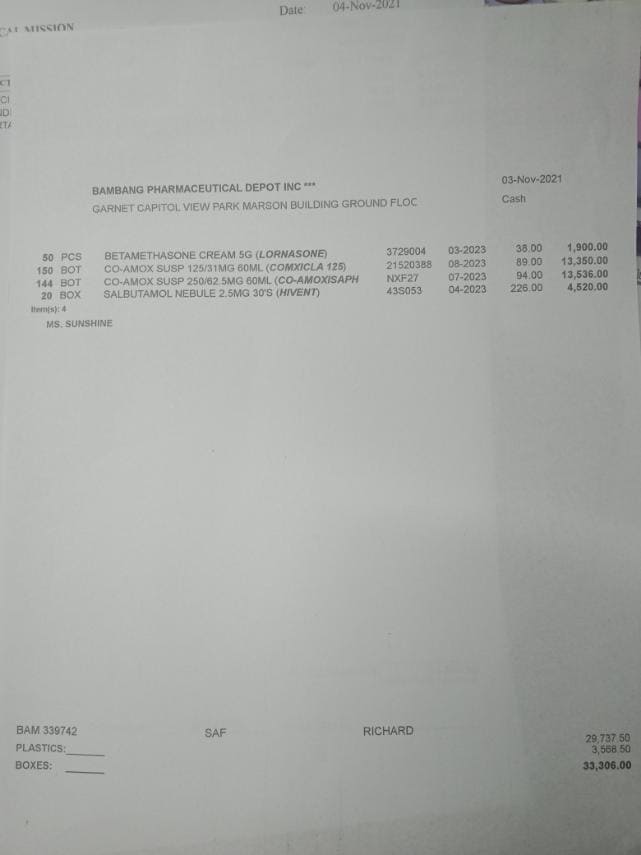 Date: 04-Nov-2021
CAL MISSION
CT
CI
NDI
ETA
BAMBANG PHARMACEUTICAL DEPOT INC *** 03-Nov-2021
GARNET CAPITOL VIEW PARK MARSON BUILDING GROUND FLOC Cash
50 PCS BETAMETHASONE CREAM 5G (LORNASONE) 3729004 03-2023 38.00 1,900.00
150 BOT CO-AMOX SUSP 125/31MG 60ML (COMXICLA 125) 21520388 08-2023 89.00 13,350.00
144 BOT CO-AMOX SUSP 250/62.5MG 60ML (CO-AMOXISAPH NXF27 07-2023 94.00 13,536.00
20 BOX SALBUTAMOL NEBULE 2.5MG 30'S (HIVENT) 43S053 04-2023 226.00 4,520.00
Item(s): 4
MS. SUNSHINE
BAM 339742 SAF RICHARD 29,737.50
PLASTICS: 3,568.50
BOXES: 33,306.00